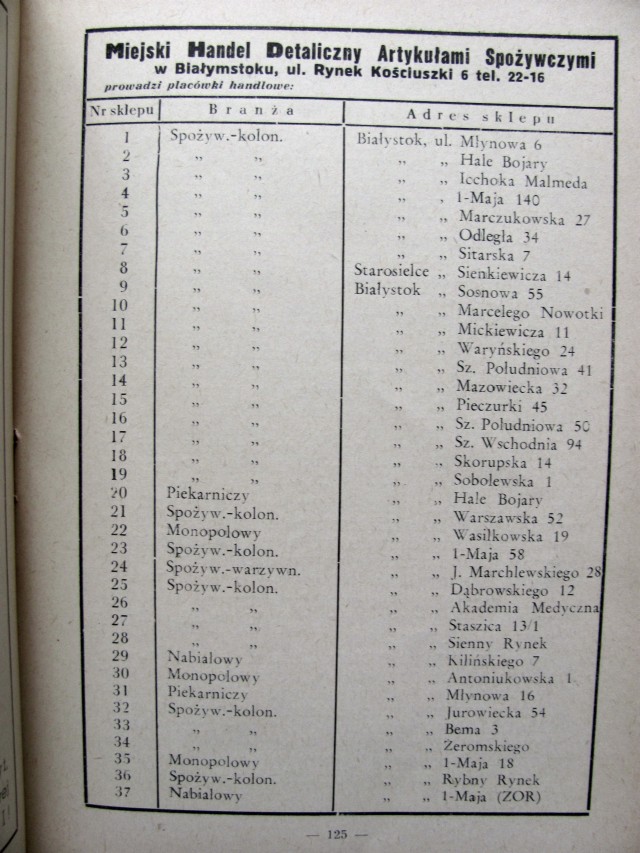 Miejski Handel Detaliczny Artykułami Spożywczymi
w Białymstoku, ul. Rynek Kościuszki 6 tel. 22-16
prowadzi placówki handlowe:
Nr sklepu Branża Adres sklepu
1 Spożyw.-kolon. Białystok, ul. Młynowa 6
2 „ „ „ „ Hale Bojary
3 „ „ „ „ Icchoka Malmeda
4 „ „ „ „ 1-Maja 140
5 „ „ „ „ Marczukowska 27
6 „ „ „ „ Odległa 34
7 „ „ „ „ Sitarska 7
8 „ „ Starosielce „ Sienkiewicza 14
9 „ „ Białystok „ Sosnowa 55
10 „ „ „ „ Marcelego Nowotki
11 „ „ „ „ Mickiewicza 11
12 „ „ „ „ Waryńskiego 24
13 „ „ „ „ Sz. Południowa 41
14 „ „ „ „ Mazowiecka 32
15 „ „ „ „ Pieczurki 45
16 „ „ „ „ Sz. Południowa 50
17 „ „ „ „ Sz. Wschodnia 94
18 „ „ „ „ Skorupska 14
19 „ „ „ „ Sobolewska 1
20 Piekarniczy „ „ Hale Bojary
21 Spożyw.-kolon. „ „ Warszawska 52
22 Monopolowy „ „ Wasilkowska 19
23 Spożyw.-kolon. „ „ 1-Maja 58
24 Spożyw.-warzywn. „ „ J. Marchlewskiego 28
25 Spożyw.-kolon. „ „ Dąbrowskiego 12
26 „ „ „ „ Akademia Medyczna
27 „ „ „ „ Staszica 13/1
28 „ „ „ „ Sienny Rynek
29 Nabiałowy „ „ Kilińskiego 7
30 Monopolowy „ „ Antoniukowska 1
31 Piekarniczy „ „ Młynowa 16
32 Spożyw.-kolon. „ „ Jurowiecka 54
33 „ „ „ „ Bema 3
34 „ „ „ „ Żeromskiego
35 Monopolowy „ „ 1-Maja 18
36 Spożyw.-kolon. „ „ Rybny Rynek
37 Nabiałowy „ „ 1-Maja (ZOR)
— 125 —